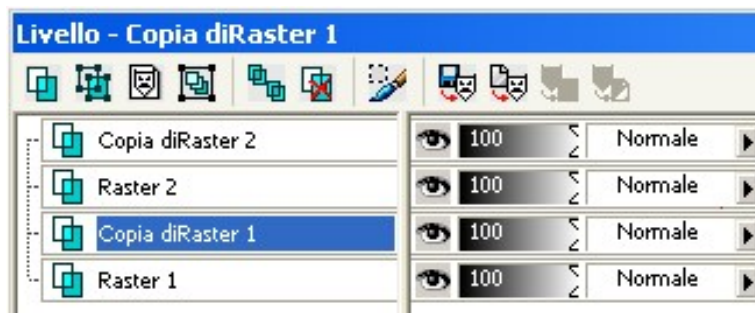 Livello - Copia diRaster 1
Copia diRaster 2 100 Normale
Raster 2 100 Normale
Copia diRaster 1 100 Normale
Raster 1 100 Normale